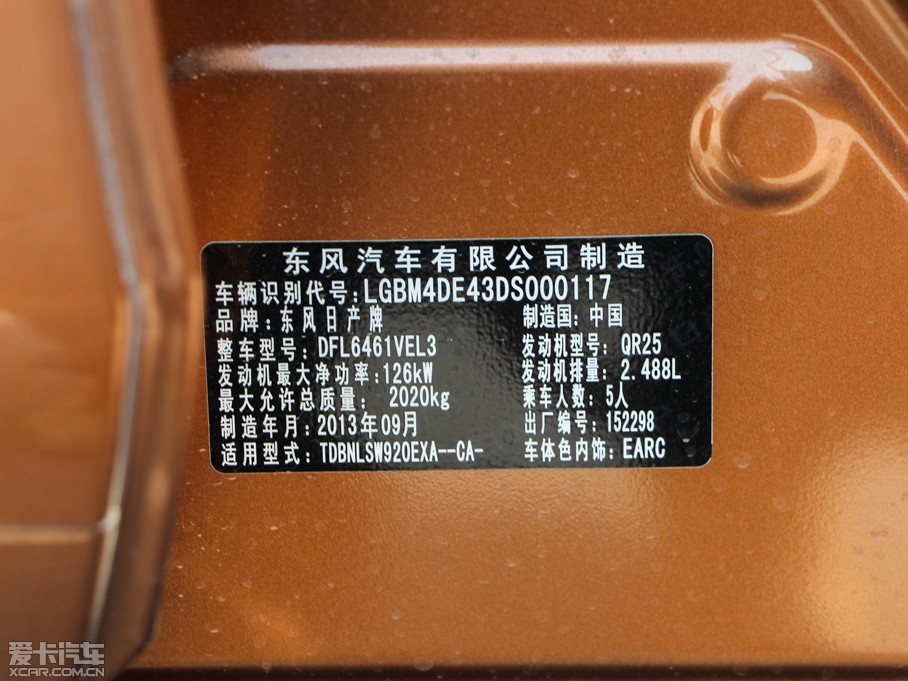 东风汽车有限公司制造
车辆识别代号:LGBM4DE43DS000117
品牌:东风日产牌 制造国:中国
整车型号:DFL6461VEL3 发动机型号:QR25
发动机最大净功率:126kW 发动机排量:2.488L
最大允许总质量: 2020kg 乘车人数:5人
制造年月:2013年09月 出厂编号:152298
适用型式:TDBNLSW920EXA--CA- 车体色内饰:EARC
爱卡汽车
XCAR.COM.CN